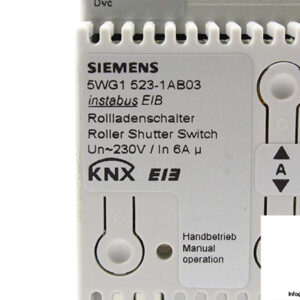 Dvc
SIEMENS
5WG1 523-1AB03
instabus EIB
Rollladenschalter
Roller Shutter Switch
Un~230V / In 6A µ
KNX EIB
A
Handbetrieb
Manual
operation